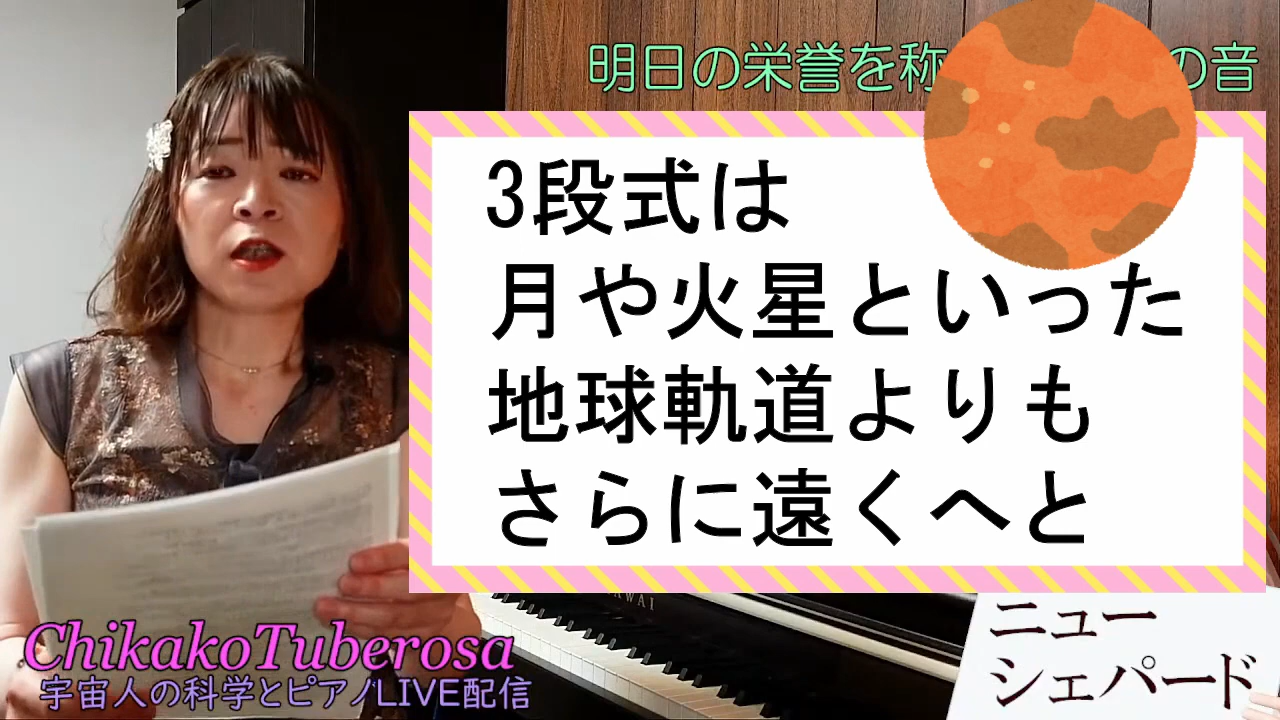 明日の栄誉を称
の音
3段式は
月や火星といった
地球軌道よりも
さらに遠くへと
ニュー
シェパード
ChikakoTuberosa
宇宙人の科学とピアノLIVE配信